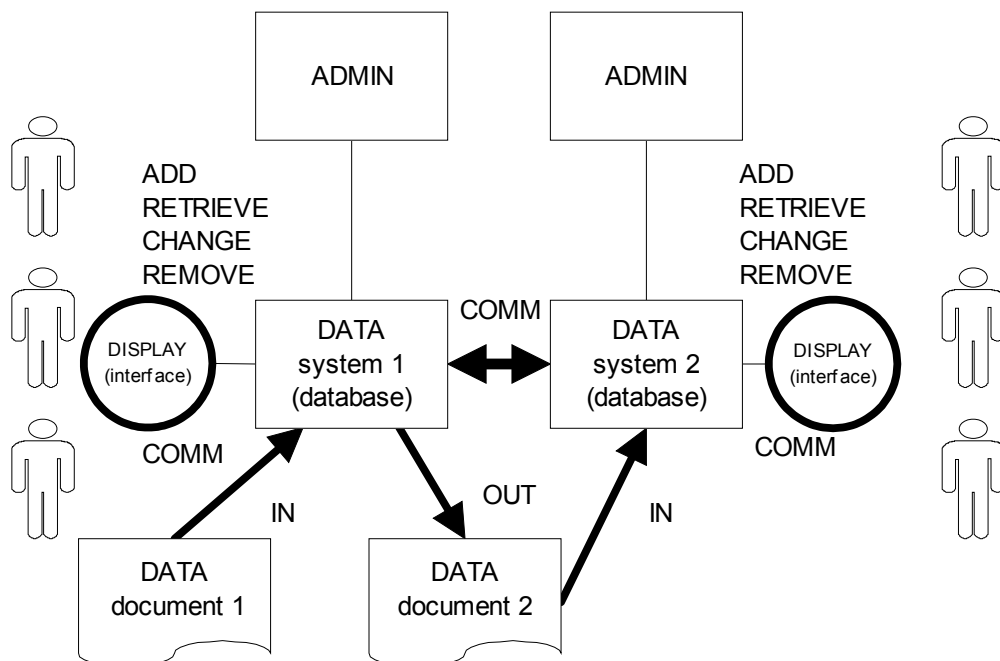 ADMIN
ADMIN
ADD
RETRIEVE
CHANGE
REMOVE
ADD
RETRIEVE
CHANGE
REMOVE
DISPLAY
(interface)
DATA
system 1
(database)
COMM
DATA
system 2
(database)
DISPLAY
(interface)
COMM
COMM
IN
OUT
IN
DATA
document 1
DATA
document 2